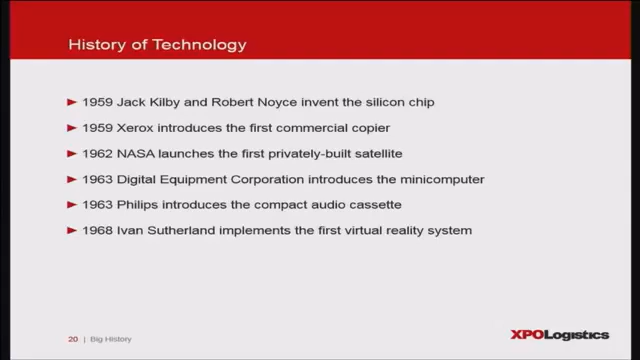 History of Technology
1959 Jack Kilby and Robert Noyce invent the silicon chip
1959 Xerox introduces the first commercial copier
1962 NASA launches the first privately-built satellite
1963 Digital Equipment Corporation introduces the minicomputer
1963 Philips introduces the compact audio cassette
1968 Ivan Sutherland implements the first virtual reality system
20 | Big History
XPOLogistics